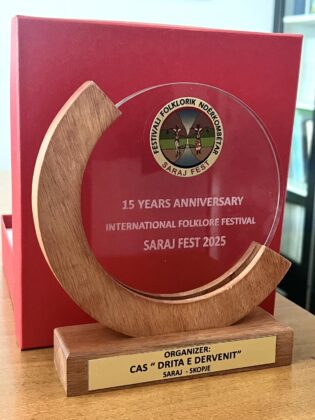 FESTIVALI FOLKLORIK NDËRKOMBËTAR
SARAJ FEST
15 YEARS ANNIVERSARY
INTERNATIONAL FOLKLORE FESTIVAL
SARAJ FEST 2025
ORGANIZER:
CAS " DRITA E DERVENIT"
SARAJ - SKOPJE